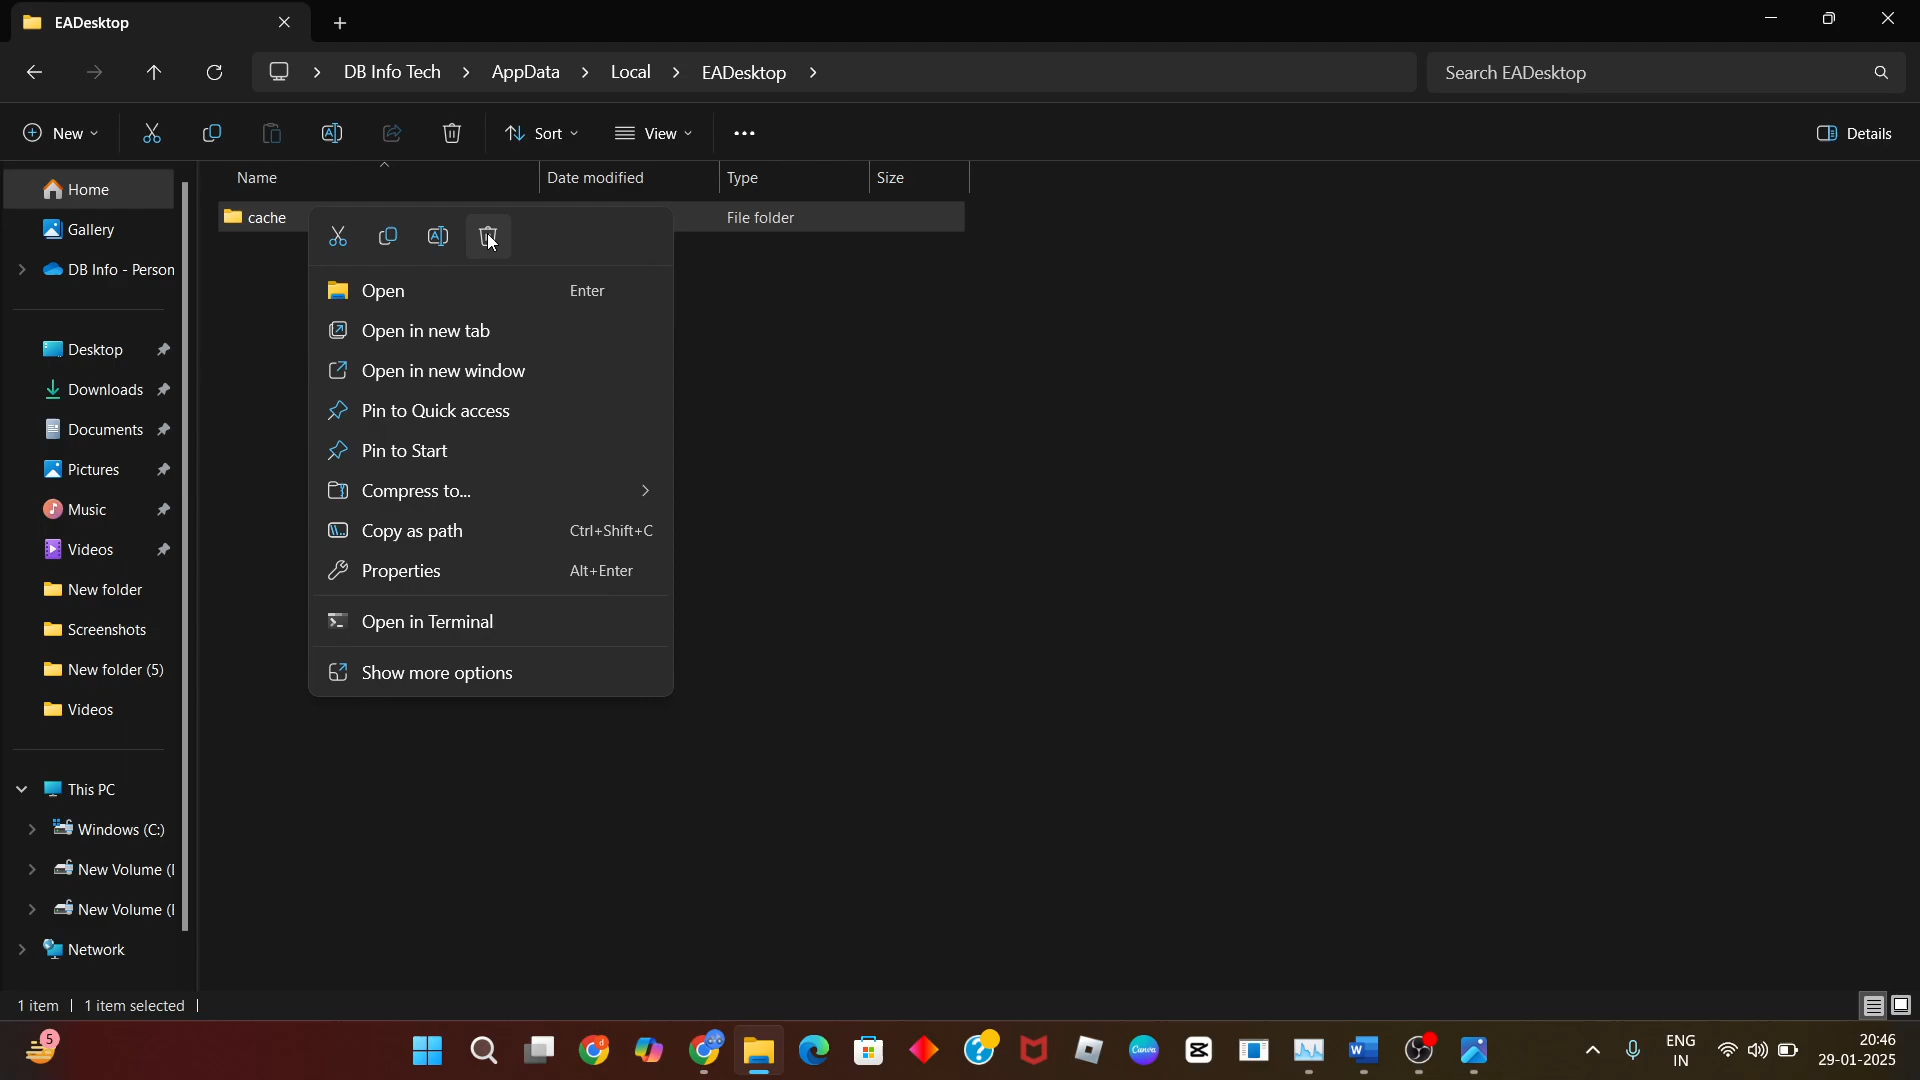 EADesktop
DB Info Tech > AppData > Local > EADesktop >
Search EADesktop
New
Sort
View
Details
Name
Date modified
Type
Size
Home
Gallery
DB Info - Person
Desktop
Downloads
Documents
Pictures
Music
Videos
New folder
Screenshots
New folder (5)
Videos
This PC
Windows (C:)
New Volume (
New Volume (
Network
cache
File folder
Open Enter
Open in new tab
Open in new window
Pin to Quick access
Pin to Start
Compress to...
Copy as path Ctrl+Shift+C
Properties Alt+Enter
Open in Terminal
Show more options
1 item
1 item selected
5
Canva
W
ENG
IN
20:46
29-01-2025